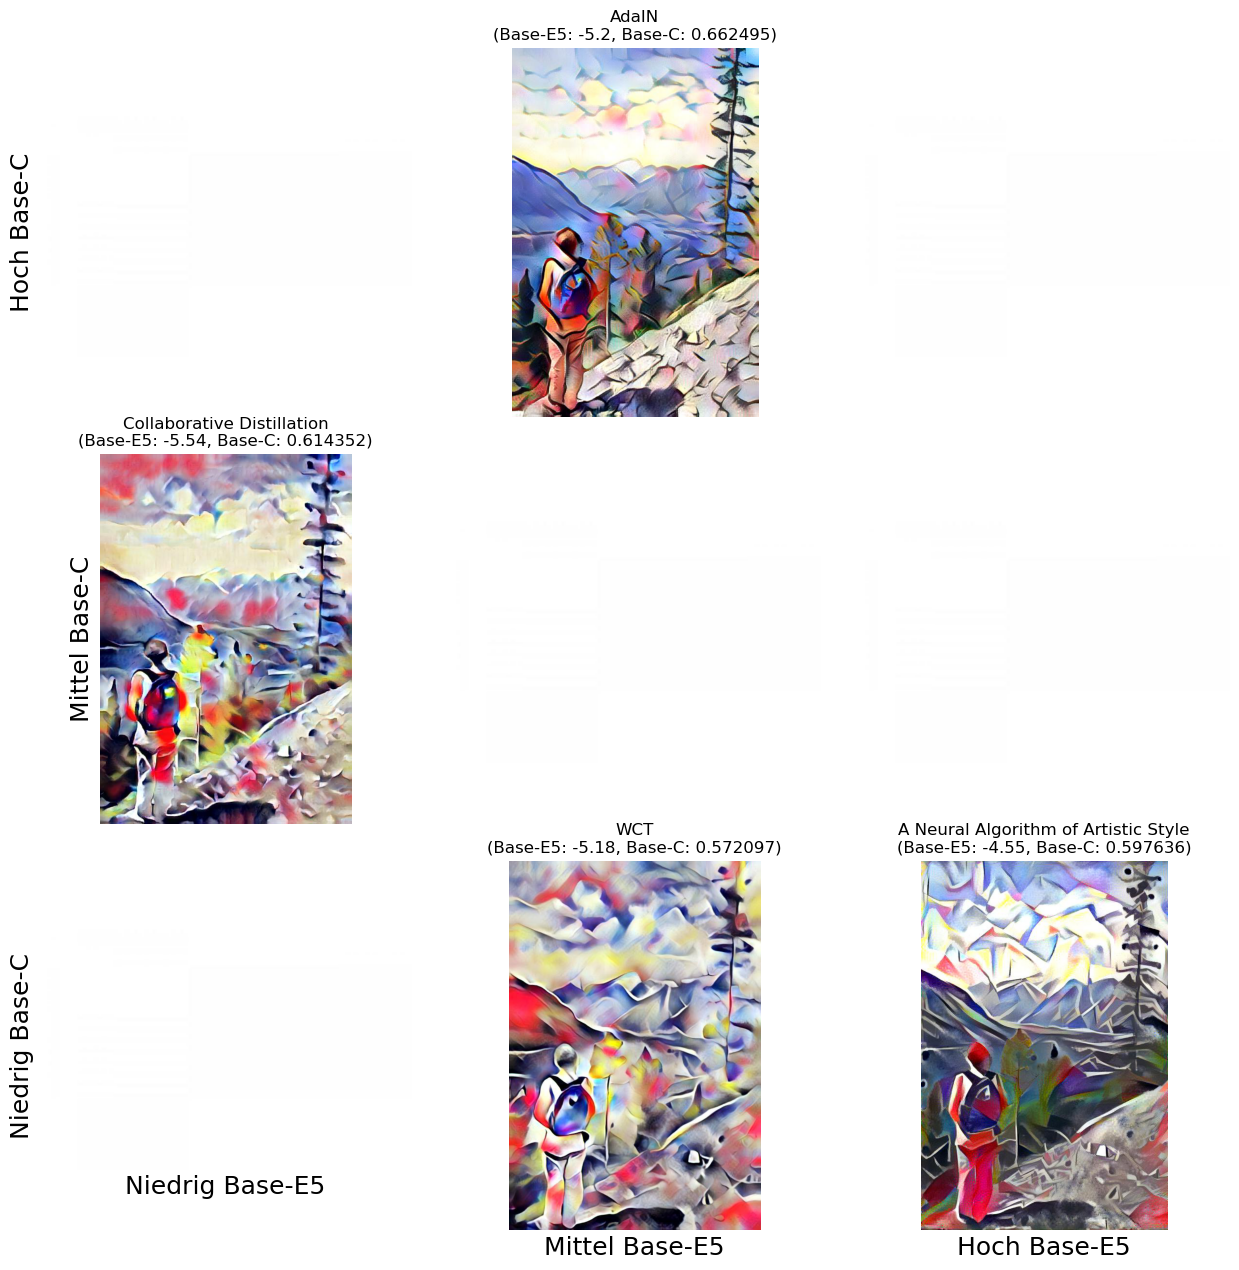 AdaIN
(Base-E5: -5.2, Base-C: 0.662495)
Hoch Base-C
Collaborative Distillation
(Base-E5: -5.54, Base-C: 0.614352)
Mittel Base-C
WCT
(Base-E5: -5.18, Base-C: 0.572097)
A Neural Algorithm of Artistic Style
(Base-E5: -4.55, Base-C: 0.597636)
Niedrig Base-C
Niedrig Base-E5
Mittel Base-E5
Hoch Base-E5